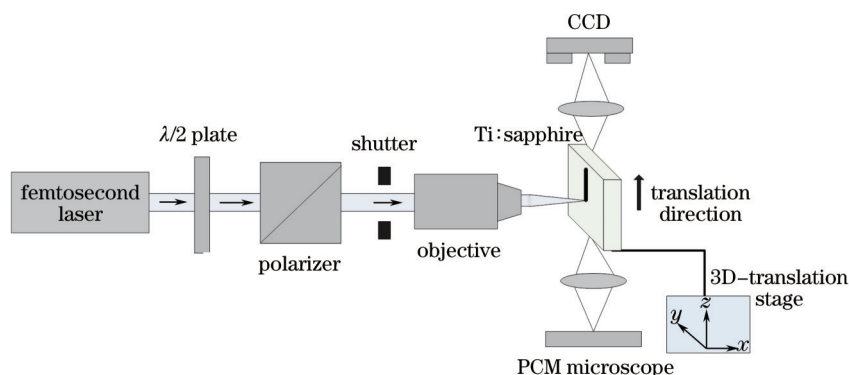 CCD
λ/2 plate
shutter
Ti:sapphire
femtosecond
laser
translation
direction
polarizer
objective
3D-translation
stage
z
y
x
PCM microscope